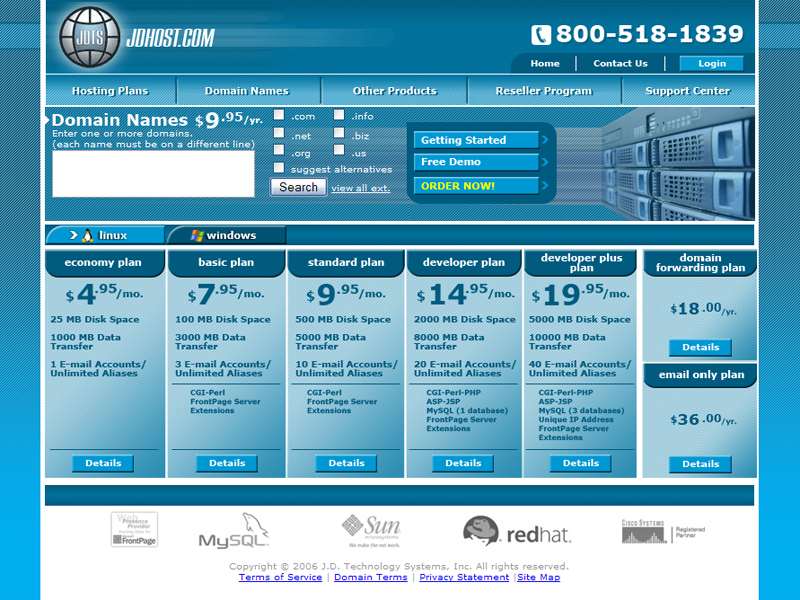 JDTS
JDHOST.COM
800-518-1839
Home
Contact Us
Login
Hosting Plans
Domain Names
Other Products
Reseller Program
Support Center
Domain Names $9.95/yr.
Enter one or more domains.
(each name must be on a different line)
.com
.info
.net
.biz
.org
.us
suggest alternatives
Search
view all ext.
Getting Started
Free Demo
ORDER NOW!
linux
windows
economy plan
$4.95/mo.
25 MB Disk Space
1000 MB Data
Transfer
1 E-mail Accounts/
Unlimited Aliases
Details
basic plan
$7.95/mo.
100 MB Disk Space
3000 MB Data
Transfer
3 E-mail Accounts/
Unlimited Aliases
CGI-Perl
FrontPage Server
Extensions
Details
standard plan
$9.95/mo.
500 MB Disk Space
5000 MB Data
Transfer
10 E-mail Accounts/
Unlimited Aliases
CGI-Perl
FrontPage Server
Extensions
Details
developer plan
$14.95/mo.
2000 MB Disk Space
8000 MB Data
Transfer
20 E-mail Accounts/
Unlimited Aliases
CGI-Perl-PHP
ASP-JSP
MySQL (1 database)
FrontPage Server
Extensions
Details
developer plus
plan
$19.95/mo.
5000 MB Disk Space
10000 MB Data
Transfer
40 E-mail Accounts/
Unlimited Aliases
CGI-Perl-PHP
ASP-JSP
MySQL (3 databases)
Unique IP Address
FrontPage Server
Extensions
Details
domain
forwarding plan
$18.00/yr.
Details
email only plan
$36.00/yr.
Details
Web
Presence
Provider
FrontPage
MySQL
Sun
microsystems
We make the net work.
redhat.
CISCO SYSTEMS
Registered
Partner
Copyright © 2006 J.D. Technology Systems, Inc. All rights reserved.
Terms of Service | Domain Terms | Privacy Statement |Site Map